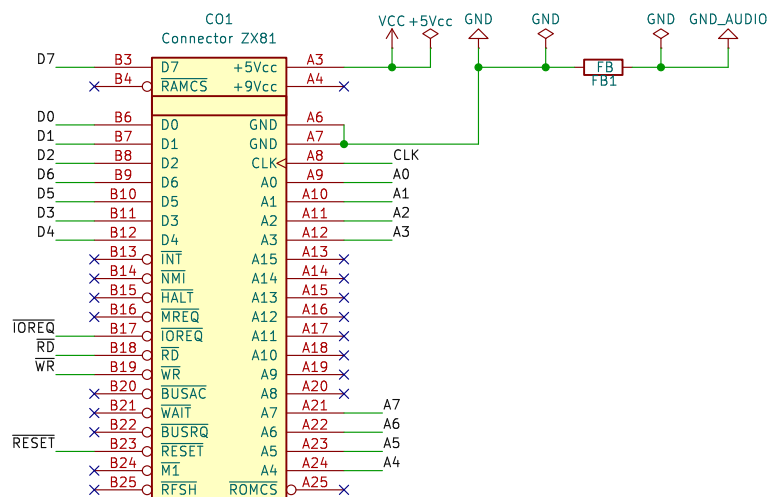 CO1
Connector ZX81
VCC +5Vcc GND GND GND GND_AUDIO
D7 B3 D7 +5Vcc A3 FB
B4 RAMCS +9Vcc A4 FB1
D0 B6 D0 GND A6
D1 B7 D1 GND A7
D2 B8 D2 CLK A8 CLK
D6 B9 D6 A0 A9 A0
D5 B10 D5 A1 A10 A1
D3 B11 D3 A2 A11 A2
D4 B12 D4 A3 A12 A3
B13 INT A15 A13
B14 NMI A14 A14
B15 HALT A13 A15
B16 MREQ A12 A16
IOREQ B17 IOREQ A11 A17
RD B18 RD A10 A18
WR B19 WR A9 A19
B20 BUSAC A8 A20
B21 WAIT A7 A21 A7
B22 BUSRQ A6 A22 A6
RESET B23 RESET A5 A23 A5
B24 M1 A4 A24 A4
B25 RFSH ROMCS A25